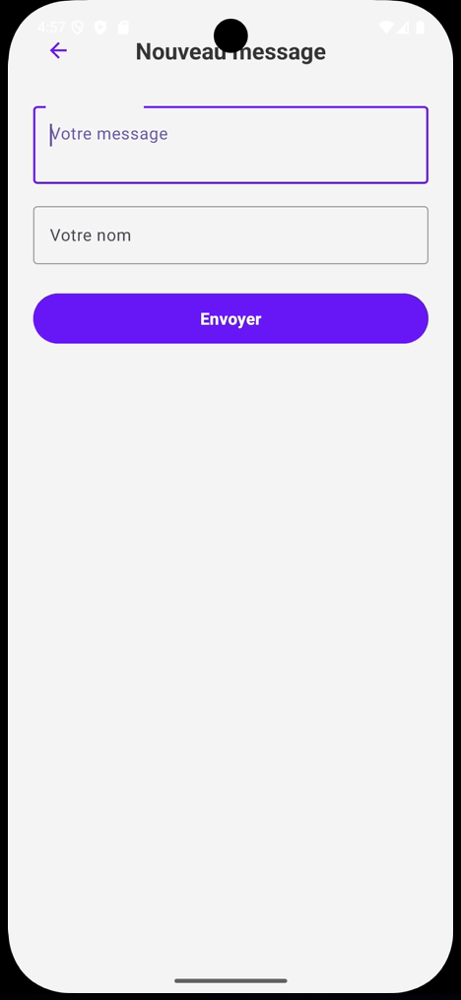 4:57
Nouveau message
Votre message
Votre nom
Envoyer